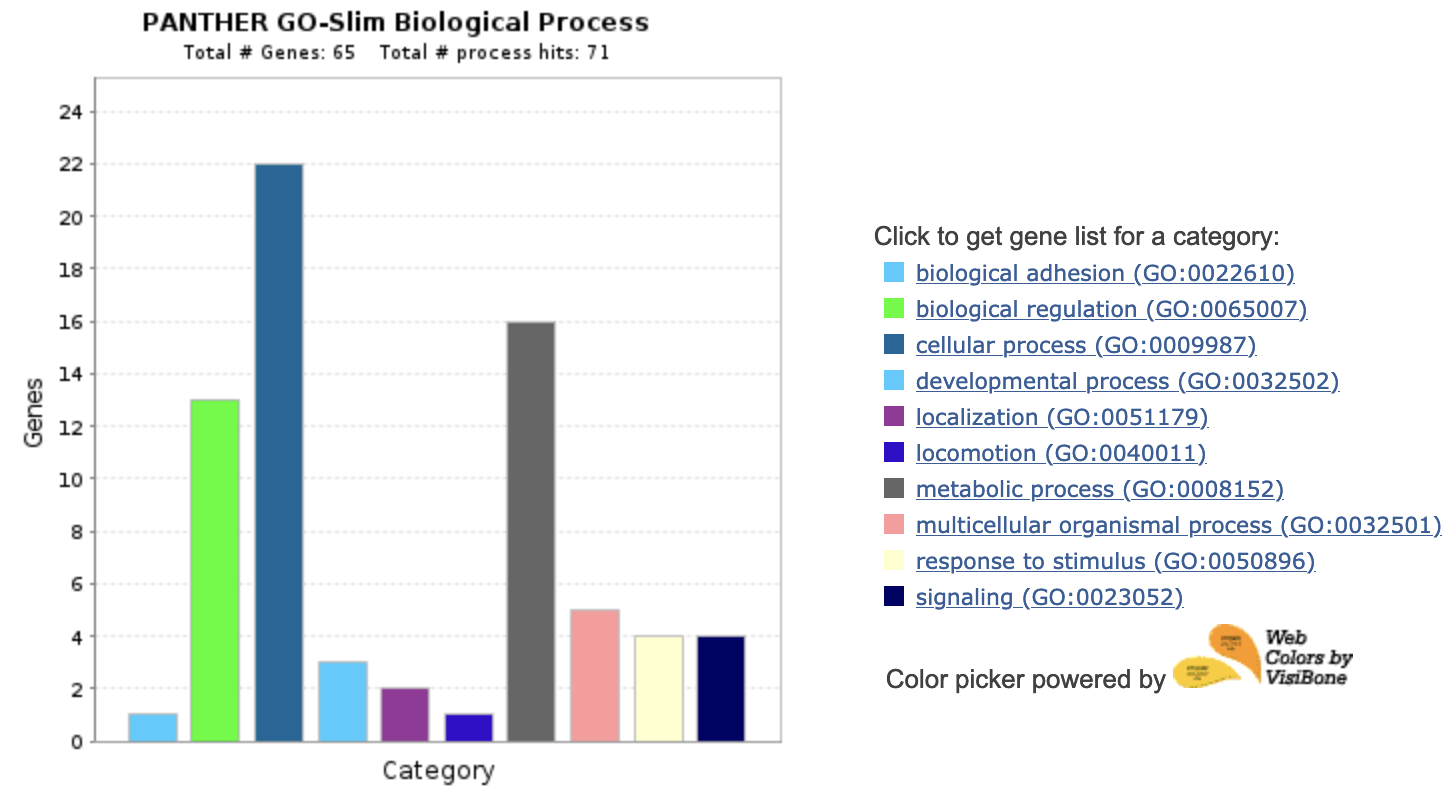 PANTHER GO-Slim Biological Process
Total # Genes: 65 Total # process hits: 71
24
22
20
18
16
14
12
10
8
6
4
2
0
Genes
Category
Click to get gene list for a category:
biological adhesion (GO:0022610)
biological regulation (GO:0065007)
cellular process (GO:0009987)
developmental process (GO:0032502)
localization (GO:0051179)
locomotion (GO:0040011)
metabolic process (GO:0008152)
multicellular organismal process (GO:0032501)
response to stimulus (GO:0050896)
signaling (GO:0023052)
Color picker powered by
Web
Colors by
VisiBone